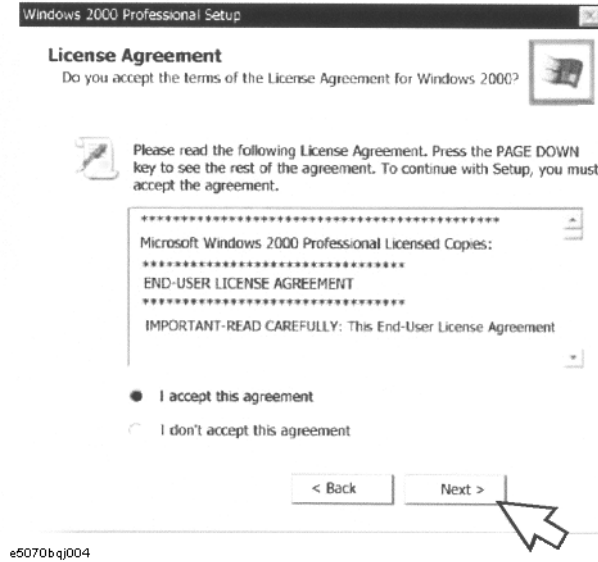 Windows 2000 Professional Setup
License Agreement
Do you accept the terms of the License Agreement for Windows 2000?
Please read the following License Agreement. Press the PAGE DOWN
key to see the rest of the agreement. To continue with Setup, you must
accept the agreement.
*********************************************
Microsoft Windows 2000 Professional Licensed Copies:
*********************************
END-USER LICENSE AGREEMENT
*********************************
IMPORTANT-READ CAREFULLY: This End-User License Agreement
I accept this agreement
I don't accept this agreement
< Back Next >
e5070bqj004